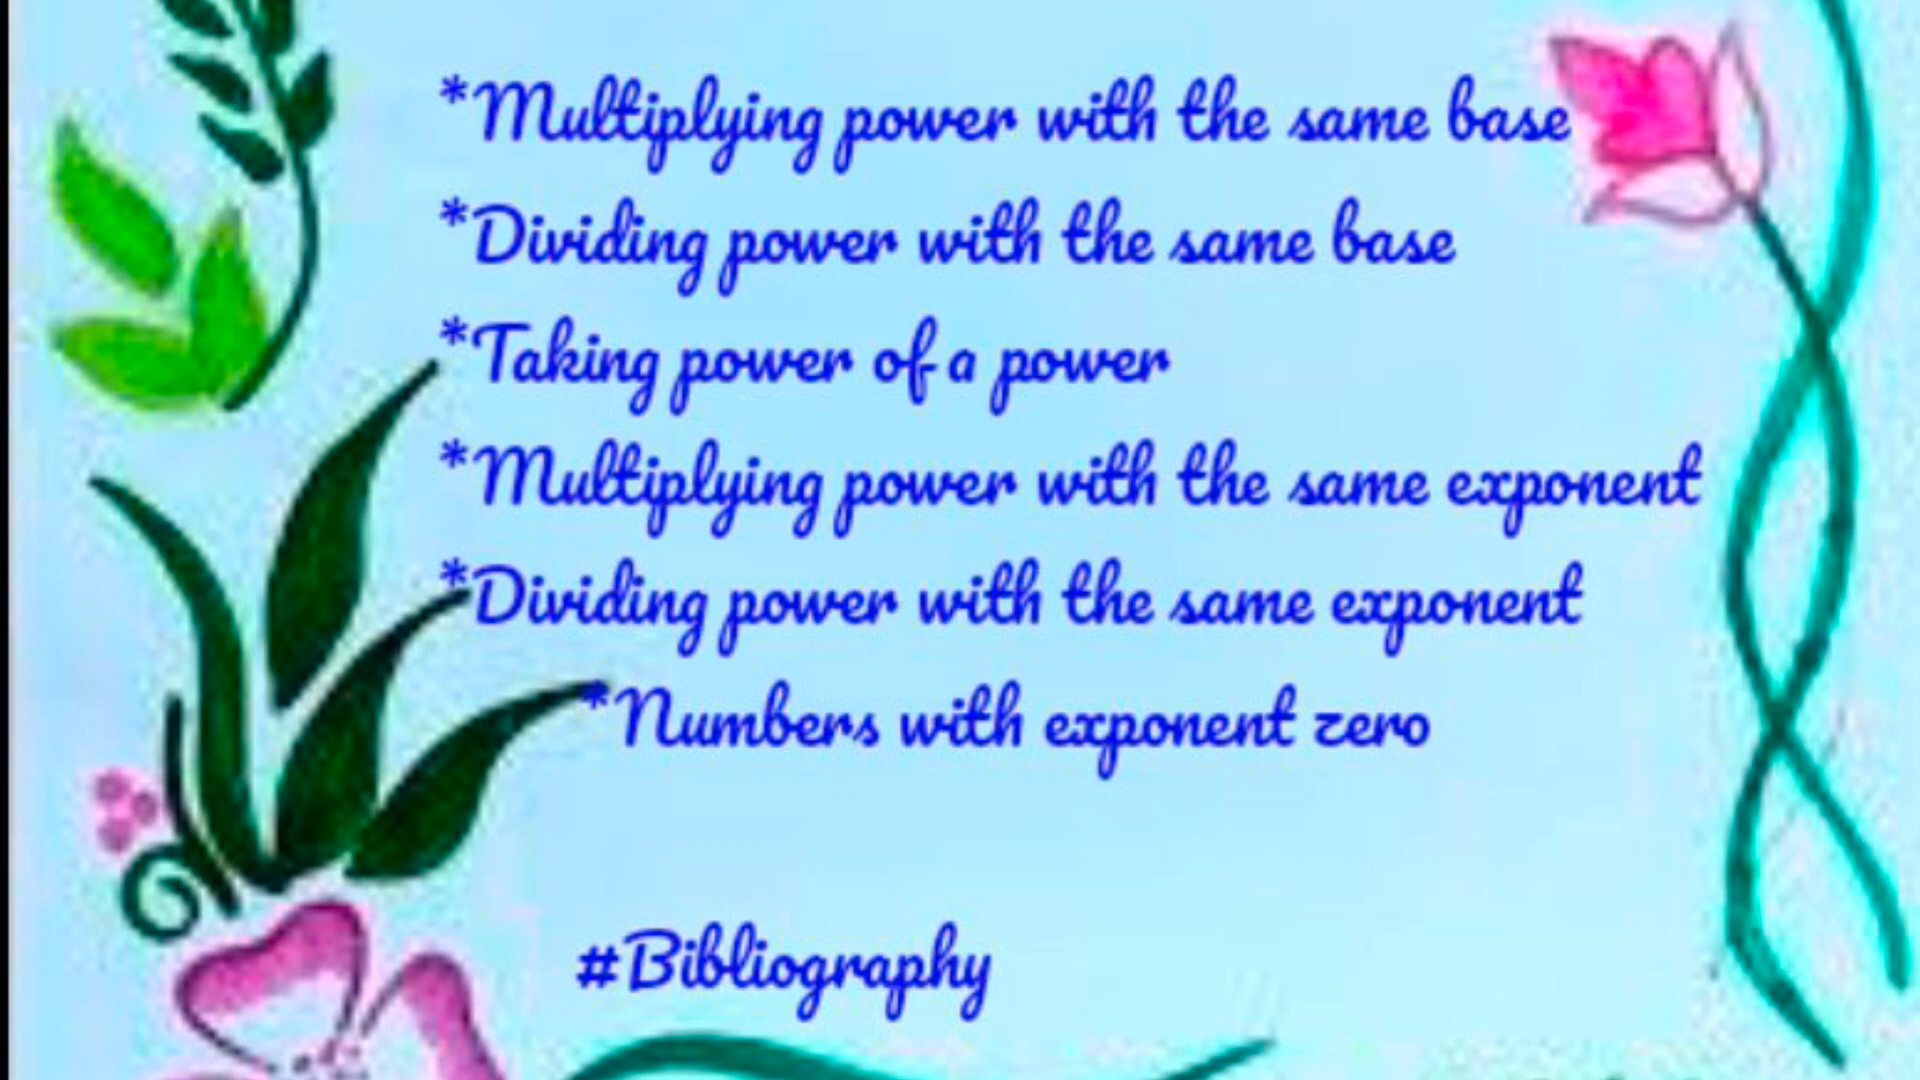 *Multiplying power with the same base
*Dividing power with the same base
*Taking power of a power
*Multiplying power with the same exponent
*Dividing power with the same exponent
*Numbers with exponent zero
#Bibliography